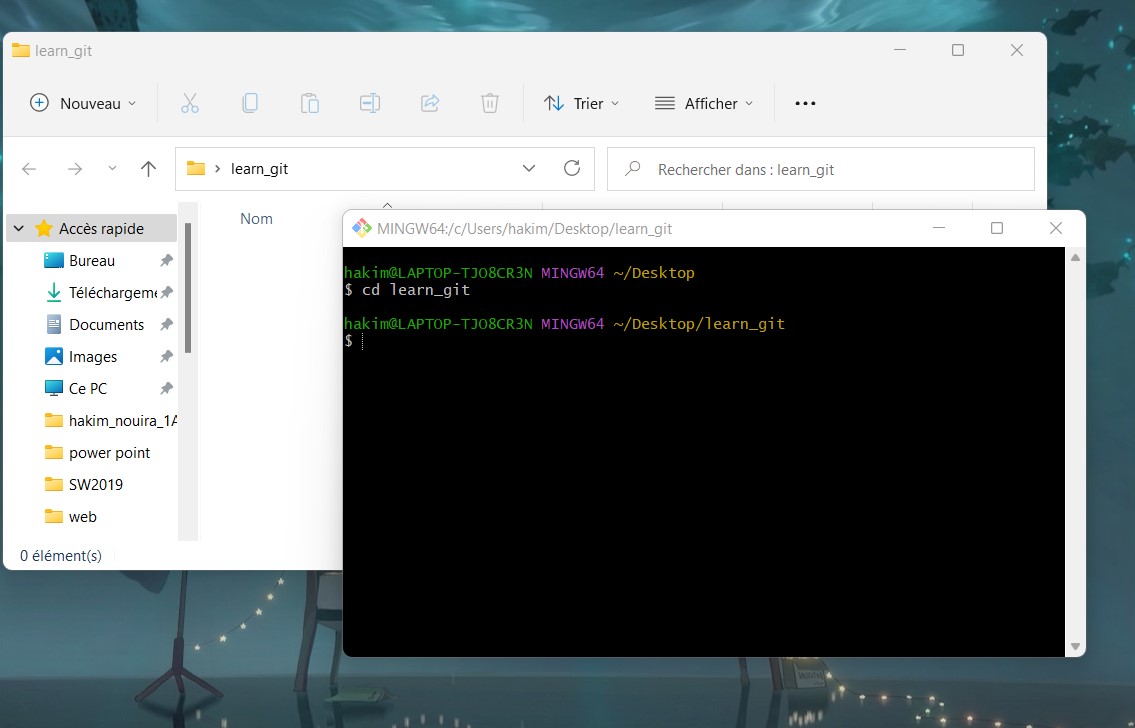 learn_git
Nouveau
Trier
Afficher
learn_git
Rechercher dans : learn_git
Accès rapide
Bureau
Téléchargeme
Documents
Images
Ce PC
hakim_nouira_1A
power point
SW2019
web
0 élément(s)
Nom
MINGW64:/c/Users/hakim/Desktop/learn_git
hakim@LAPTOP-TJO8CR3N MINGW64 ~/Desktop
$ cd learn_git
hakim@LAPTOP-TJO8CR3N MINGW64 ~/Desktop/learn_git
$